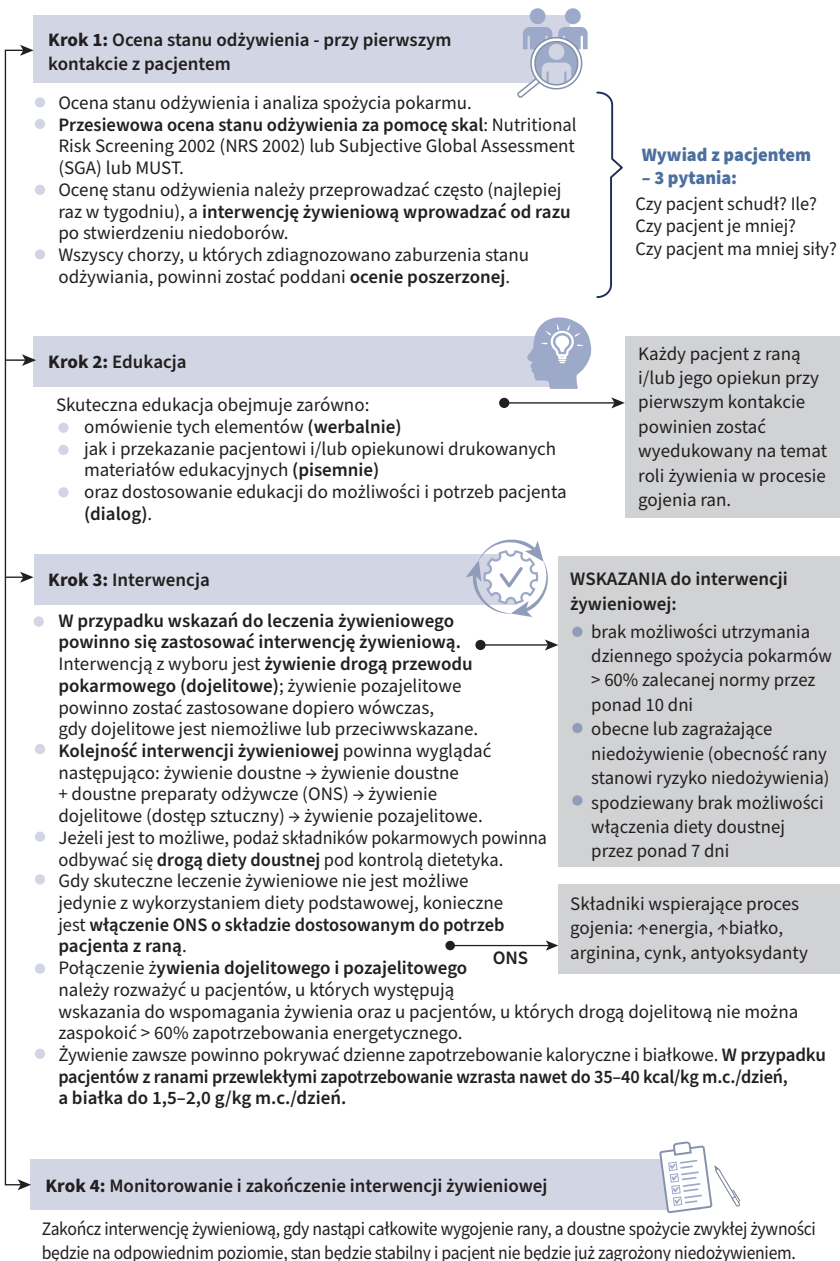 Krok 1: Ocena stanu odżywienia - przy pierwszym
kontakcie z pacjentem
Ocena stanu odżywienia i analiza spożycia pokarmu.
Przesiewowa ocena stanu odżywienia za pomocę skal: Nutritional
Risk Screening 2002 (NRS 2002) lub Subjective Global Assessment
(SGA) lub MUST.
Ocenę stanu odżywienia należy przeprowadzać często (najlepiej
raz w tygodniu), a interwencję żywieniową wprowadzać od razu
po stwierdzeniu niedoborów.
Wszyscy chorzy, u których zdiagnozowano zaburzenia stanu
odżywiania, powinni zostać poddani ocenie poszerzonej.
Wywiad z pacjentem
– 3 pytania:
Czy pacjent schudł? Ile?
Czy pacjent je mniej?
Czy pacjent ma mniej siły?
Krok 2: Edukacja
Skuteczna edukacja obejmuje zarówno:
omówienie tych elementów (werbalnie)
jak i przekazanie pacjentowi i/lub opiekunowi drukowanych
materiałów edukacyjnych (pisemnie)
oraz dostosowanie edukacji do możliwości i potrzeb pacjenta
(dialog).
Każdy pacjent z raną
i/lub jego opiekun przy
pierwszym kontakcie
powinien zostać
wyedukowany na temat
roli żywienia w procesie
gojenia ran.
Krok 3: Interwencja
W przypadku wskazań do leczenia żywieniowego
powinno się zastosować interwencję żywieniową.
Interwencją z wyboru jest żywienie drogą przewodu
pokarmowego (dojelitowe); żywienie pozajelitowe
powinno zostać zastosowane dopiero wówczas,
gdy dojelitowe jest niemożliwe lub przeciwwskazane.
Kolejność interwencji żywieniowej powinna wyglądać
następująco: żywienie doustne → żywienie doustne
+ doustne preparaty odżywcze (ONS) → żywienie
dojelitowe (dostęp sztuczny) → żywienie pozajelitowe.
Jeżeli jest to możliwe, podaż składników pokarmowych powinna
odbywać się drogą diety doustnej pod kontrolą dietetyka.
Gdy skuteczne leczenie żywieniowe nie jest możliwe
jedynie z wykorzystaniem diety podstawowej, konieczne
jest włączenie ONS o składzie dostosowanym do potrzeb
pacjenta z raną.
Połączenie żywienia dojelitowego i pozajelitowego
należy rozważyć u pacjentów, u których występują
wskazania do wspomagania żywienia oraz u pacjentów, u których drogą dojelitową nie można
zaspokoić > 60% zapotrzebowania energetycznego.
Żywienie zawsze powinno pokrywać dzienne zapotrzebowanie kaloryczne i białkowe. W przypadku
pacjentów z ranami przewlekłymi zapotrzebowanie wzrasta nawet do 35–40 kcal/kg m.c./dzień,
a białka do 1,5–2,0 g/kg m.c./dzień.
WSKAZANIA do interwencji
żywieniowej:
brak możliwości utrzymania
dziennego spożycia pokarmów
> 60% zalecanej normy przez
ponad 10 dni
obecne lub zagrażające
niedożywienie (obecność rany
stanowi ryzyko niedożywienia)
spodziewany brak możliwości
włączenia diety doustnej
przez ponad 7 dni
ONS
Składniki wspierające proces
gojenia: ↑energia, ↑białko,
arginina, cynk, antyoksydanty
Krok 4: Monitorowanie i zakończenie interwencji żywieniowej
Zakończ interwencję żywieniową, gdy nastąpi całkowite wygojenie rany, a doustne spożycie zwykłej żywności
będzie na odpowiednim poziomie, stan będzie stabilny i pacjent nie będzie już zagrożony niedożywieniem.